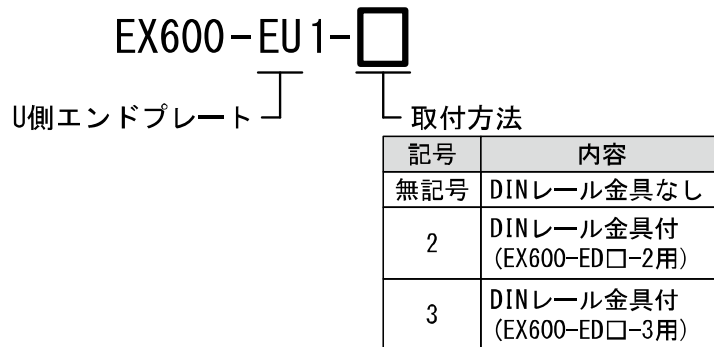 EX600-EU1-□
U側エンドプレート
取付方法
記号 内容
無記号 DINレール金具なし
2 DINレール金具付
(EX600-ED□-2用)
3 DINレール金具付
(EX600-ED□-3用)